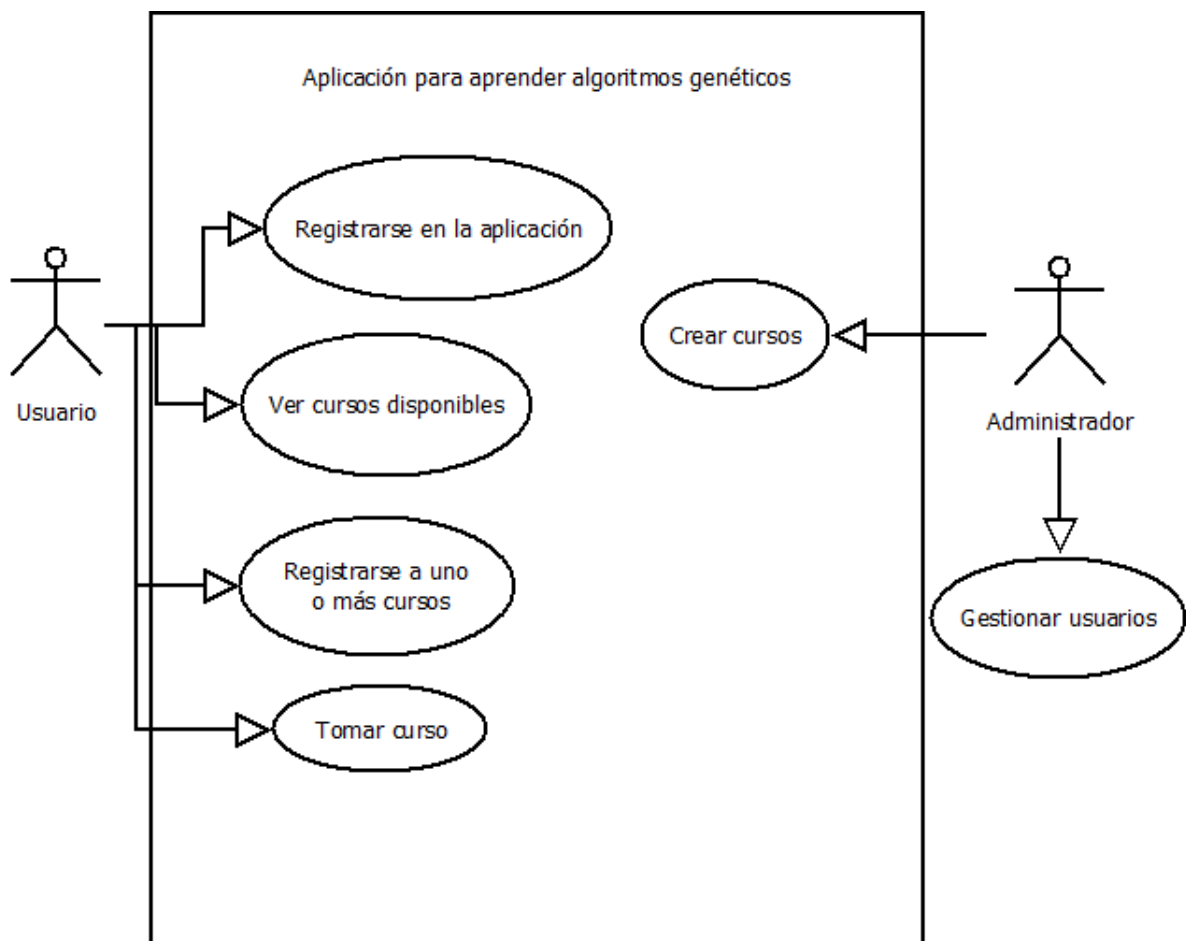 Aplicación para aprender algoritmos genéticos
Registrarse en la aplicación
Crear cursos
Ver cursos disponibles
Usuario
Administrador
Registrarse a uno
o más cursos
Gestionar usuarios
Tomar curso